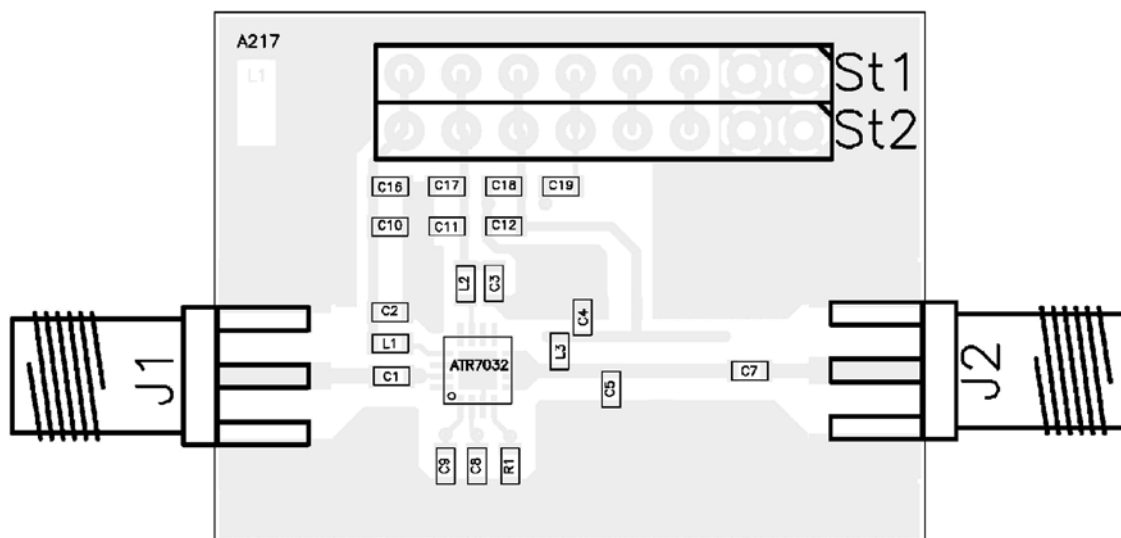 A217
L1
St1
St2
C16 C17 C18 C19
C10 C11 C12
L2 C3
C2
C4
L1
L3
ATR7032
C1
C7
C5
J1
J2
C9 C8 R1